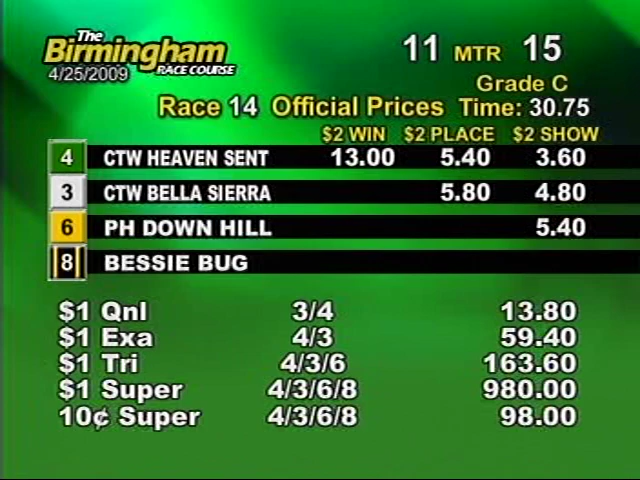 The
Birmingham
RACE COURSE
4/25/2009
11 MTR 15
Grade C
Race 14 Official Prices Time: 30.75
$2 WIN $2 PLACE $2 SHOW
4 CTW HEAVEN SENT 13.00 5.40 3.60
3 CTW BELLA SIERRA 5.80 4.80
6 PH DOWN HILL 5.40
8 BESSIE BUG
$1 Qnl 3/4 13.80
$1 Exa 4/3 59.40
$1 Tri 4/3/6 163.60
$1 Super 4/3/6/8 980.00
10¢ Super 4/3/6/8 98.00